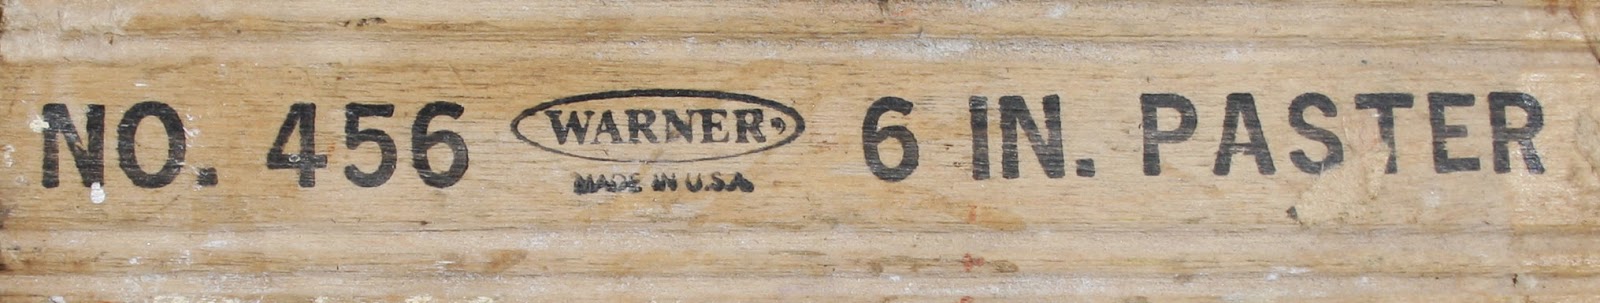 NO. 456 WARNER 6 IN. PASTER
MADE IN U.S.A.